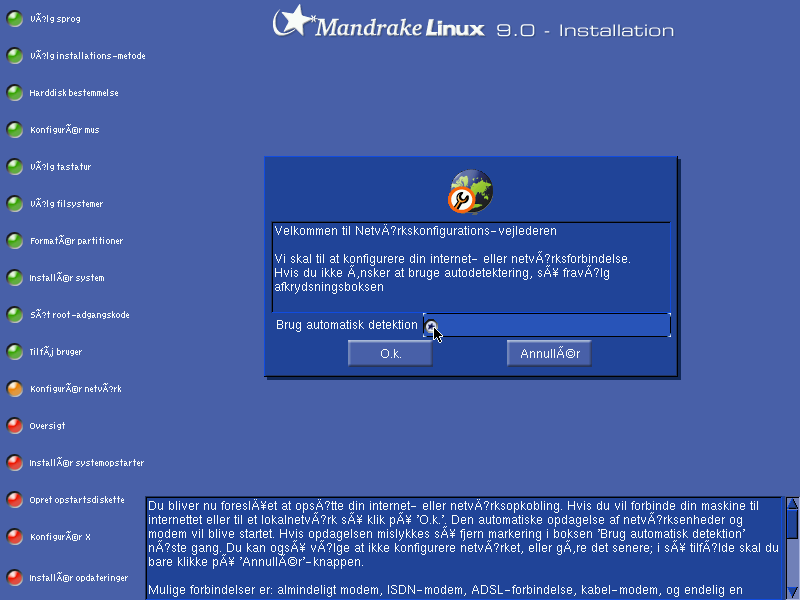 MandrakeLinux 9.0 - Installation
VÃ?lg sprog
VÃ?lg installations-metode
Harddisk bestemmelse
KonfigurÃ©r mus
VÃ?lg tastatur
VÃ?lg filsystemer
FormatÃ©r partitioner
InstallÃ©r system
SÃ?t root-adgangskode
TilfÃ¸j bruger
KonfigurÃ©r netvÃ?rk
Oversigt
InstallÃ©r systemopstarter
Opret opstartsdiskette
KonfigurÃ©r X
InstallÃ©r opdateringer
Velkommen til NetvÃ?rkskonfigurations-vejlederen
Vi skal til at konfigurere din internet- eller netvÃ?rksforbindelse.
Hvis du ikke Ã¸nsker at bruge autodetektering, sÃ¥ fravÃ?lg
afkrydsningsboksen
Brug automatisk detektion
O.k.
AnnullÃ©r
Du bliver nu foreslÃ¥et at opsÃ?tte din internet- eller netvÃ?rksopkobling. Hvis du vil forbinde din maskine til
internettet eller til et lokalnetvÃ?rk sÃ¥ klik pÃ¥ 'O.k.'. Den automatiske opdagelse af netvÃ?rksenheder og
modem vil blive startet. Hvis opdagelsen mislykkes sÃ¥ fjern markering i boksen 'Brug automatisk detektion'
nÃ?ste gang. Du kan ogsÃ¥ vÃ?lge at ikke konfigurere netvÃ?rket, eller gÃ¸re det senere; i sÃ¥ tilfÃ?lde skal du
bare klikke pÃ¥ 'AnnullÃ©r'-knappen.
Mulige forbindelser er: almindeligt modem, ISDN-modem, ADSL-forbindelse, kabel-modem, og endelig en